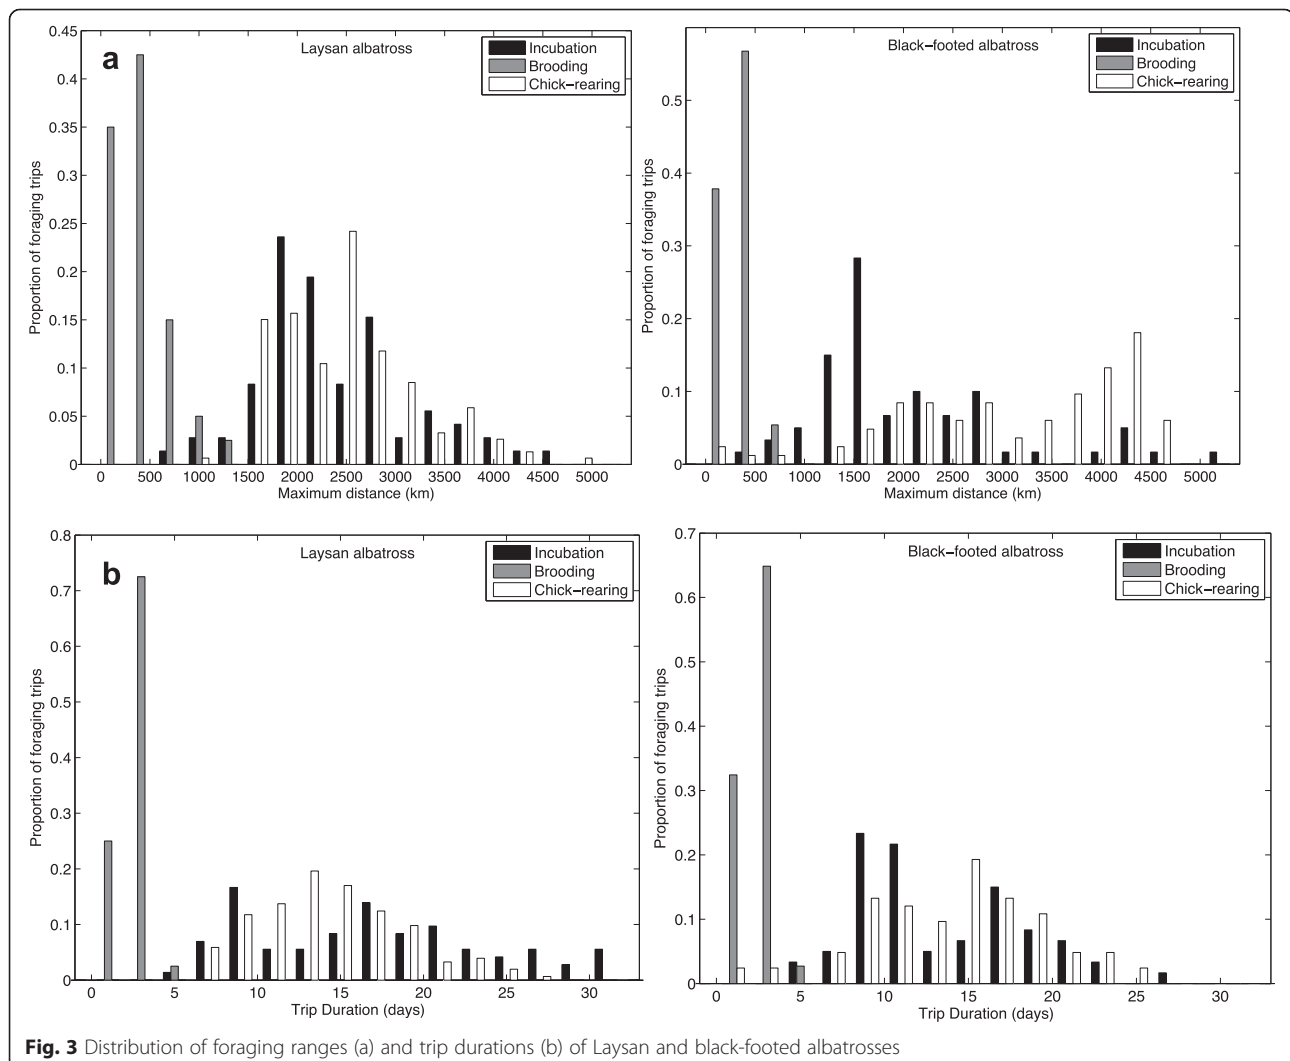 a
Laysan albatross
Incubation
Brooding
Chick−rearing
Proportion of foraging trips
0.45
0.4
0.35
0.3
0.25
0.2
0.15
0.1
0.05
0
0 500 1000 1500 2000 2500 3000 3500 4000 4500 5000
Maximum distance (km)
Black−footed albatross
Incubation
Brooding
Chick−rearing
Proportion of foraging trips
0.5
0.4
0.3
0.2
0.1
0
0 500 1000 1500 2000 2500 3000 3500 4000 4500 5000
Maximum distance (km)
b
Laysan albatross
Incubation
Brooding
Chick−rearing
Proportion of foraging trips
0.8
0.7
0.6
0.5
0.4
0.3
0.2
0.1
0
0 5 10 15 20 25 30
Trip Duration (days)
Black−footed albatross
Incubation
Brooding
Chick−rearing
Proportion of foraging trips
0.7
0.6
0.5
0.4
0.3
0.2
0.1
0
0 5 10 15 20 25 30
Trip Duration (days)
Fig. 3 Distribution of foraging ranges (a) and trip durations (b) of Laysan and black-footed albatrosses